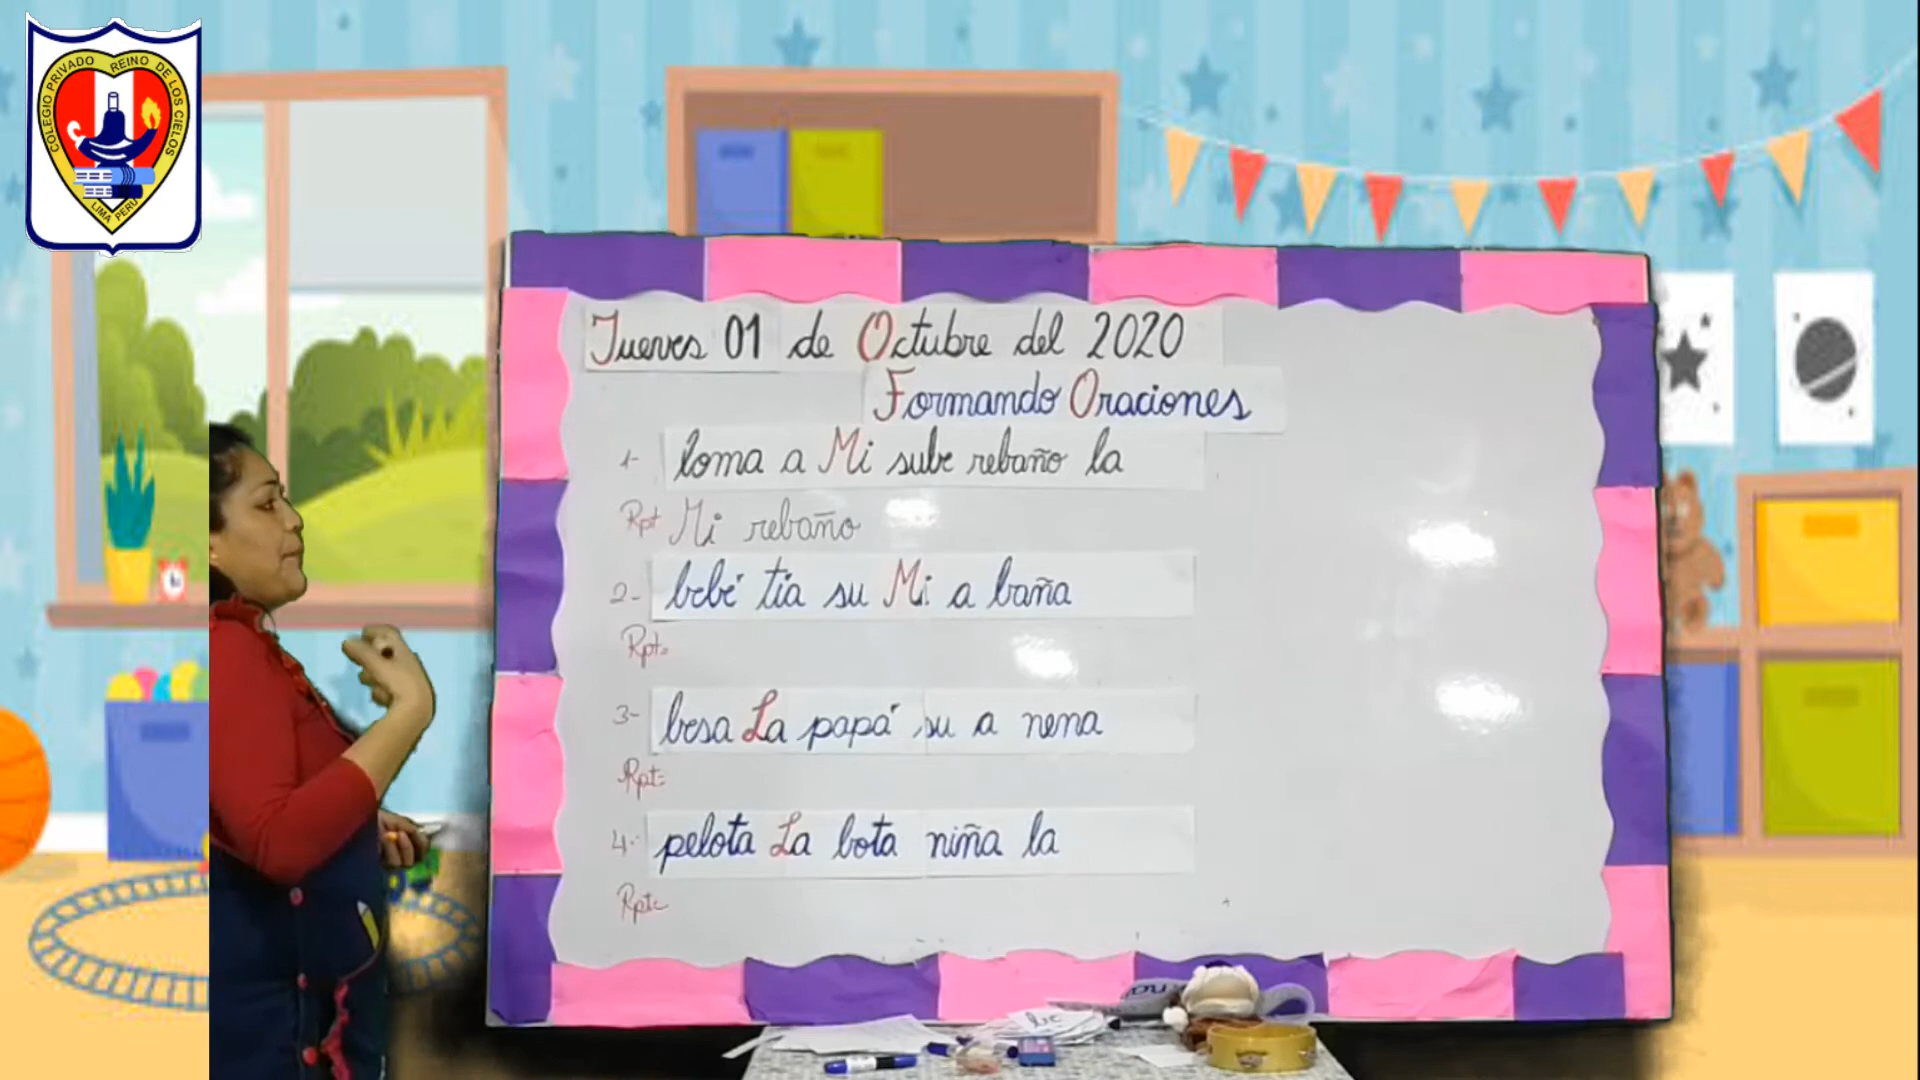 COLEGIO PRIVADO REINO DE LOS CIELOS
LIMA PERU
Jueves 01 de Octubre del 2020
Formando Oraciones
1- loma a Mi sube rebaño la
Rpt Mi rebaño
2- bebé tía su Mi a baña
Rpt=
3- besa La papá su a nena
Rpt=
4- pelota La bota niña la
Rpt=